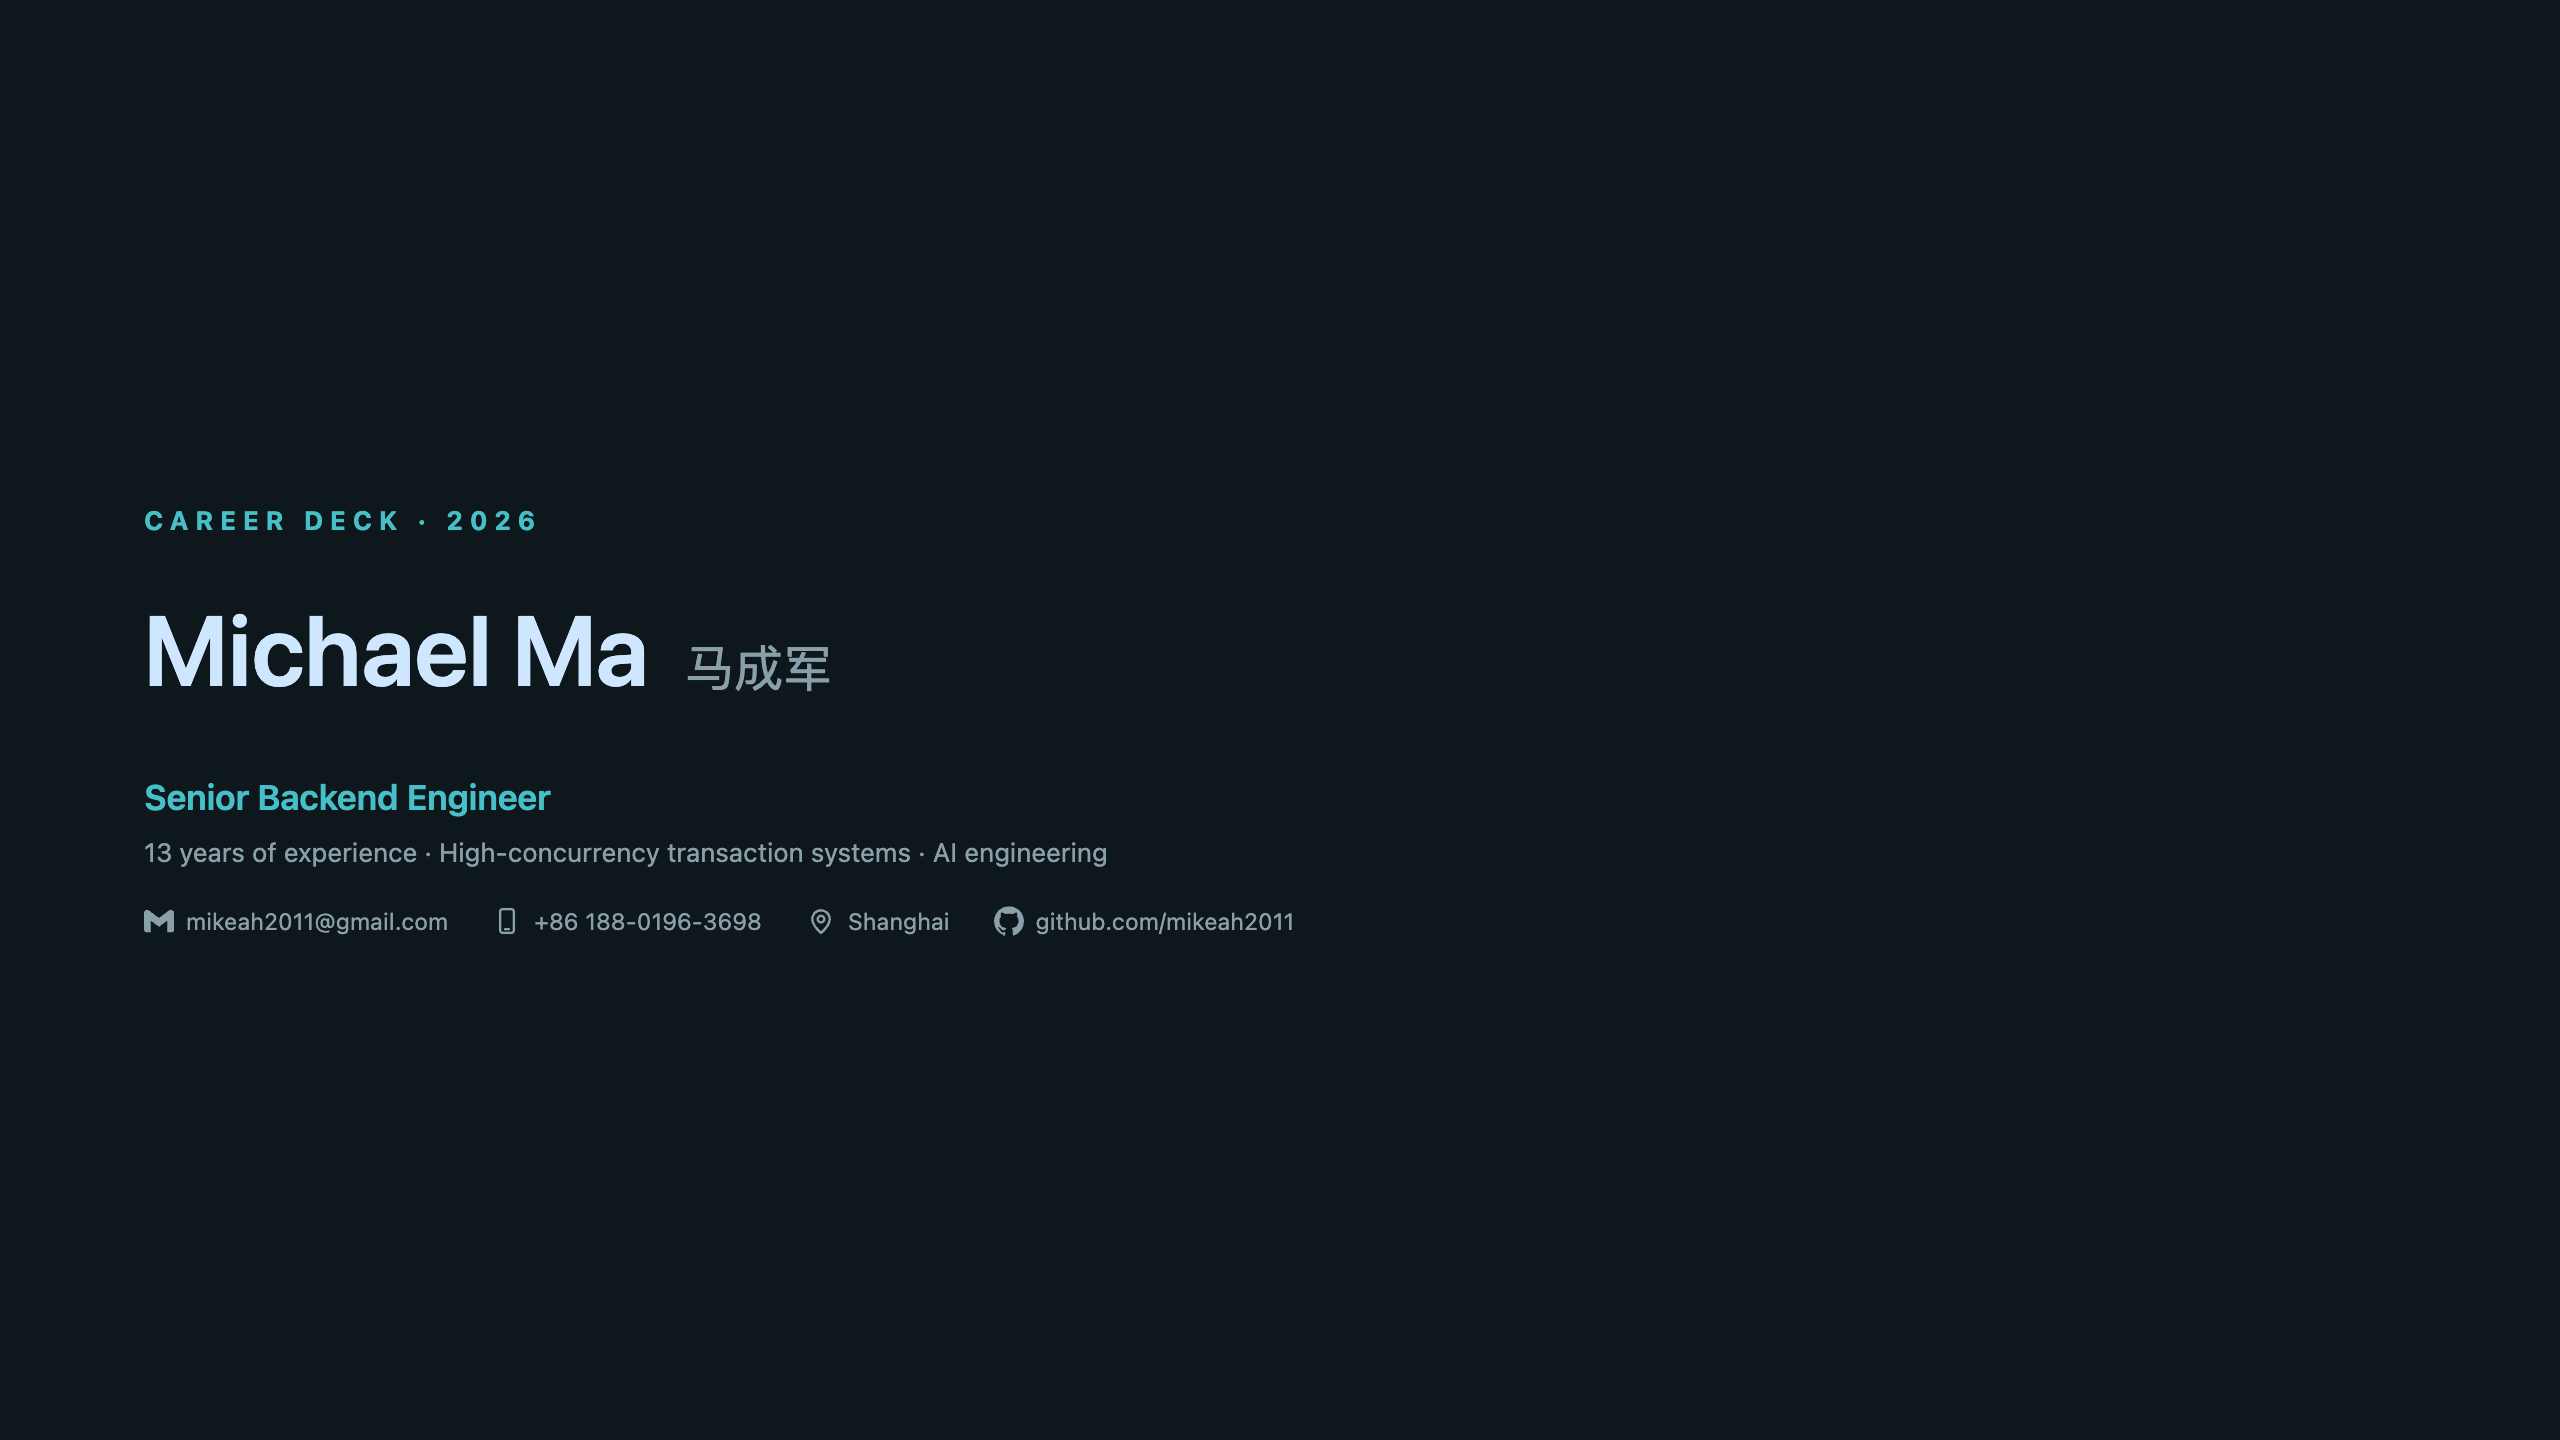 CAREER DECK · 2026
Michael Ma 马成军
Senior Backend Engineer
13 years of experience · High-concurrency transaction systems · AI engineering
mikeah2011@gmail.com +86 188-0196-3698 Shanghai github.com/mikeah2011